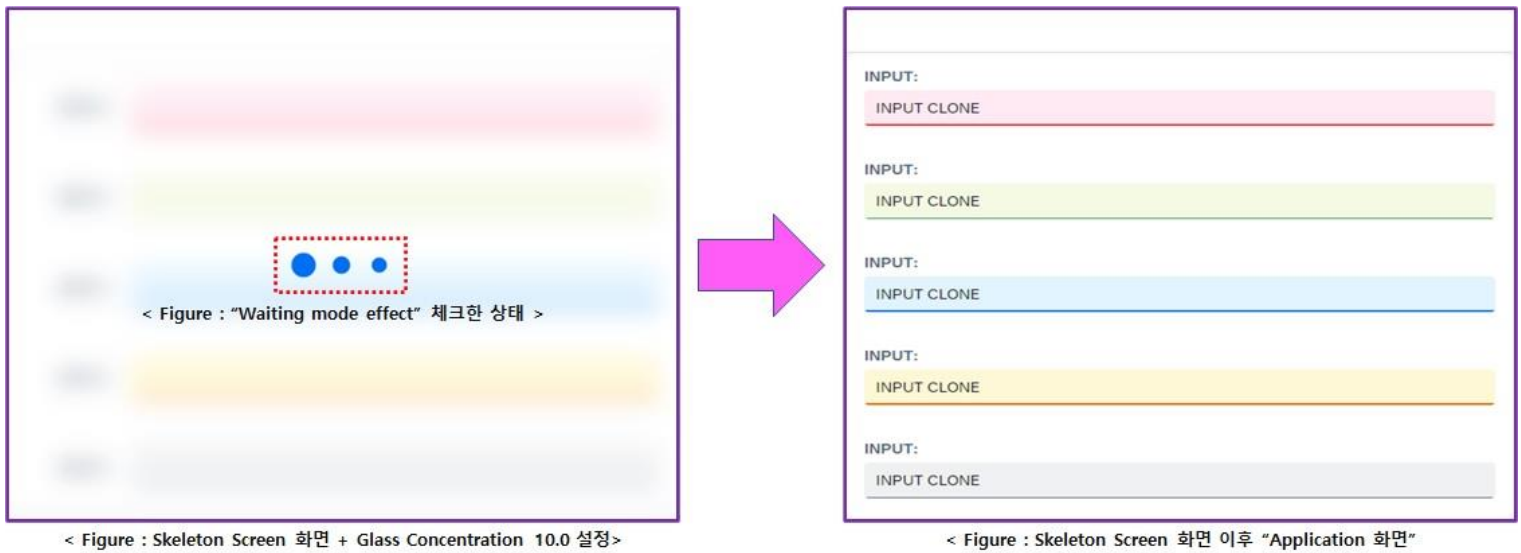 < Figure : “Waiting mode effect” 체크한 상태 >
< Figure : Skeleton Screen 화면 + Glass Concentration 10.0 설정>
INPUT:
INPUT CLONE
INPUT:
INPUT CLONE
INPUT:
INPUT CLONE
INPUT:
INPUT CLONE
INPUT:
INPUT CLONE
< Figure : Skeleton Screen 화면 이후 “Application 화면”